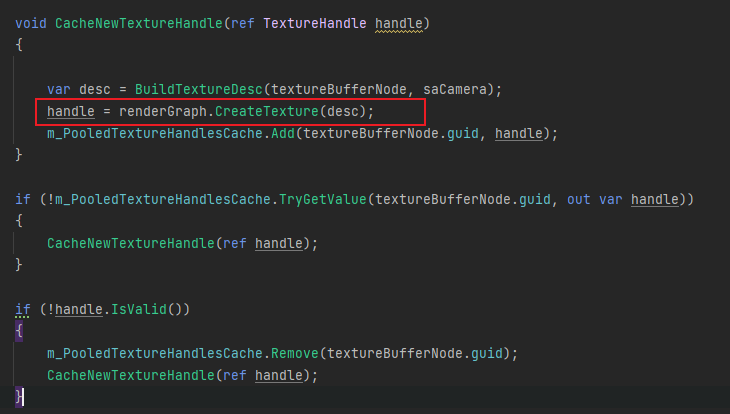 void CacheNewTextureHandle(ref TextureHandle handle)
{
var desc = BuildTextureDesc(textureBufferNode, saCamera);
handle = renderGraph.CreateTexture(desc);
m_PooledTextureHandlesCache.Add(textureBufferNode.guid, handle);
}
if (!m_PooledTextureHandlesCache.TryGetValue(textureBufferNode.guid, out var handle))
{
CacheNewTextureHandle(ref handle);
}
if (!handle.IsValid())
{
m_PooledTextureHandlesCache.Remove(textureBufferNode.guid);
CacheNewTextureHandle(ref handle);
}